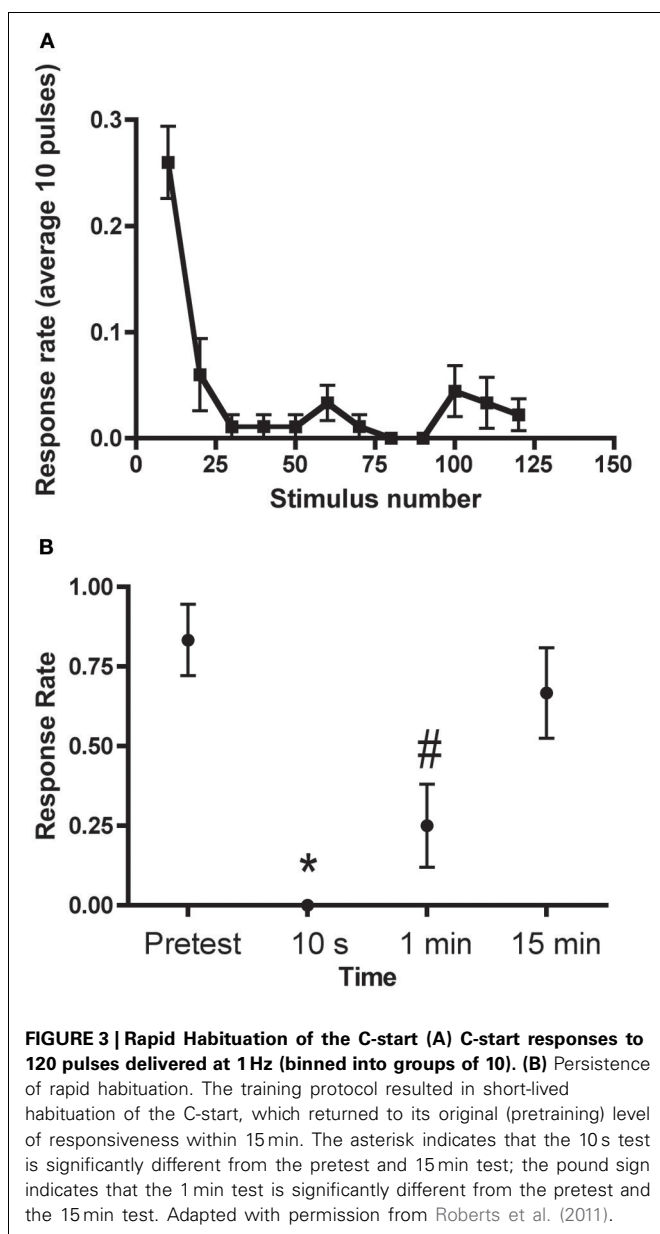 A
Response rate (average 10 pulses)
0.3
0.2
0.1
0.0
0 25 50 75 100 125 150
Stimulus number
B
Response Rate
1.00
0.75
0.50
0.25
0.00
#
*
Pretest 10 s 1 min 15 min
Time
FIGURE 3 | Rapid Habituation of the C-start (A) C-start responses to
120 pulses delivered at 1 Hz (binned into groups of 10). (B) Persistence
of rapid habituation. The training protocol resulted in short-lived
habituation of the C-start, which returned to its original (pretraining) level
of responsiveness within 15 min. The asterisk indicates that the 10 s test
is significantly different from the pretest and 15 min test; the pound sign
indicates that the 1 min test is significantly different from the pretest and
the 15 min test. Adapted with permission from Roberts et al. (2011).